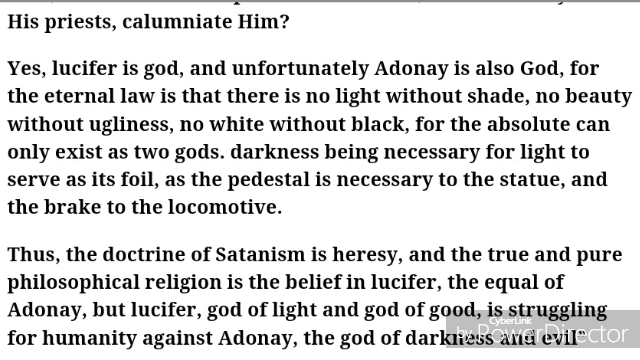 His priests, calumniate Him?
Yes, lucifer is god, and unfortunately Adonay is also God, for
the eternal law is that there is no light without shade, no beauty
without ugliness, no white without black, for the absolute can
only exist as two gods. darkness being necessary for light to
serve as its foil, as the pedestal is necessary to the statue, and
the brake to the locomotive.
Thus, the doctrine of Satanism is heresy, and the true and pure
philosophical religion is the belief in lucifer, the equal of
Adonay, but lucifer, god of light and god of good, is struggling
for humanity against Adonay, the god of darkness and evil
CyberLink
by PowerDirector